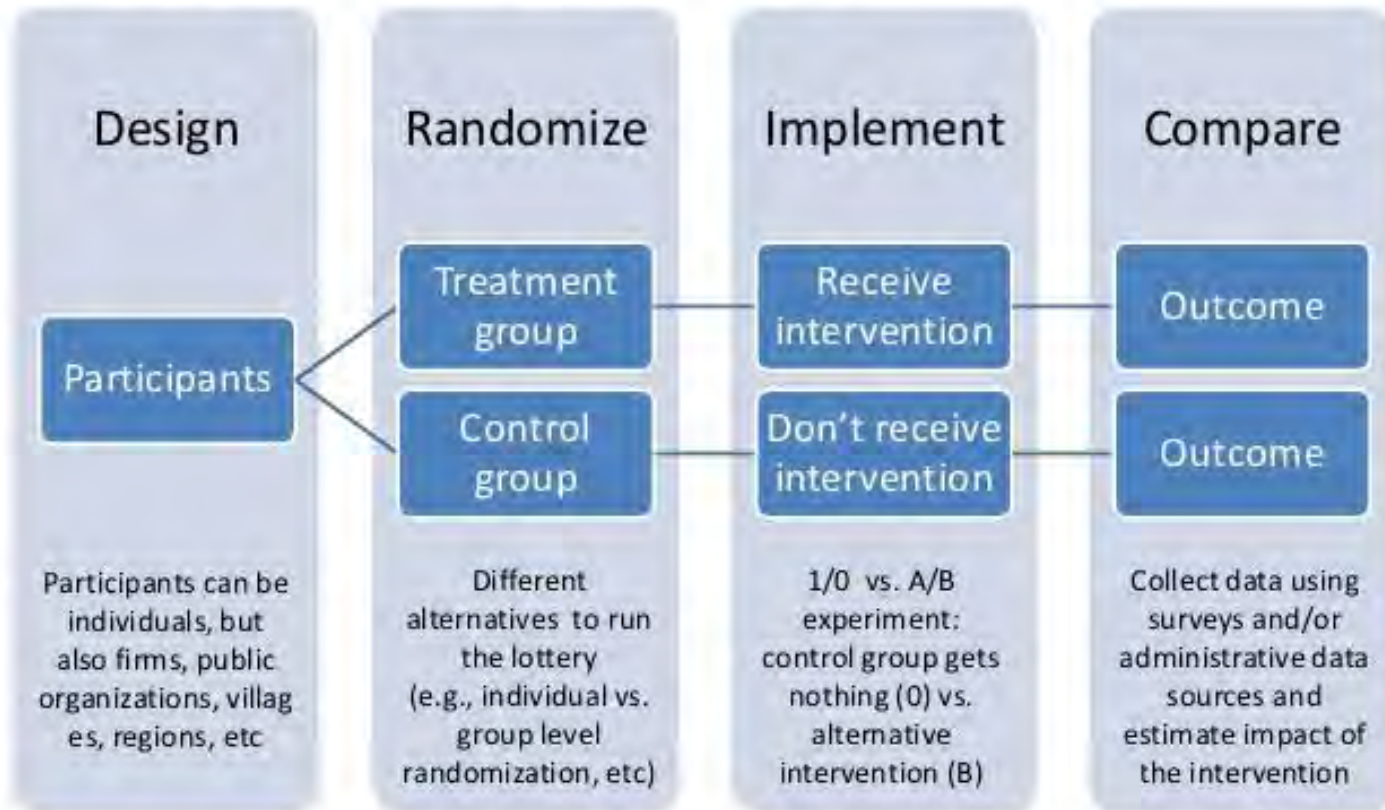 Design
Participants
Participants can be
individuals, but
also firms, public
organizations, villag
es, regions, etc
Randomize
Treatment
group
Control
group
Different
alternatives to run
the lottery
(e.g., individual vs.
group level
randomization, etc)
Implement
Receive
intervention
Don't receive
intervention
1/0 vs. A/B
experiment:
control group gets
nothing (0) vs.
alternative
intervention (B)
Compare
Outcome
Outcome
Collect data using
surveys and/or
administrative data
sources and
estimate impact of
the intervention